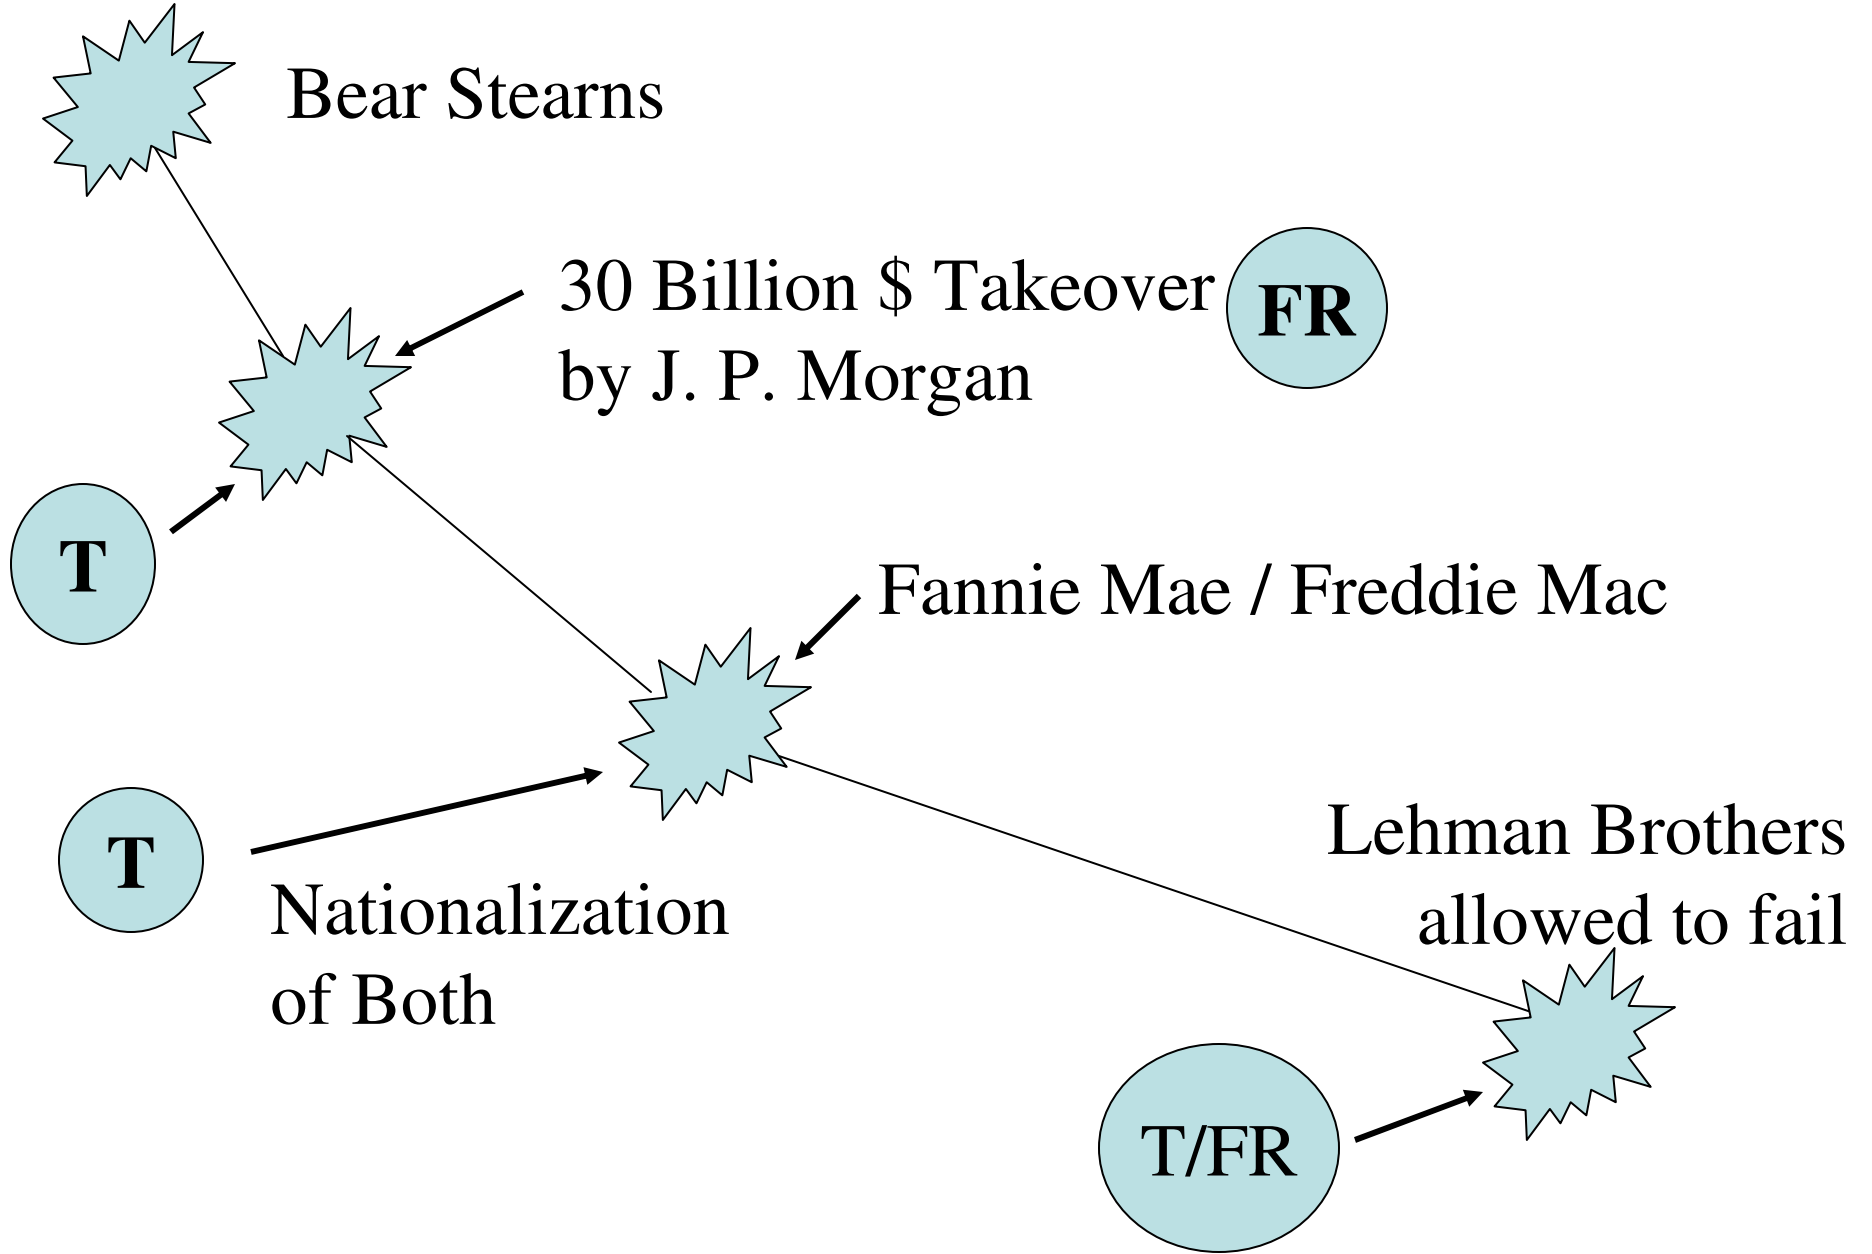 Bear Stearns
30 Billion $ Takeover
by J. P. Morgan
FR
T
Fannie Mae / Freddie Mac
T
Nationalization
of Both
Lehman Brothers
allowed to fail
T/FR